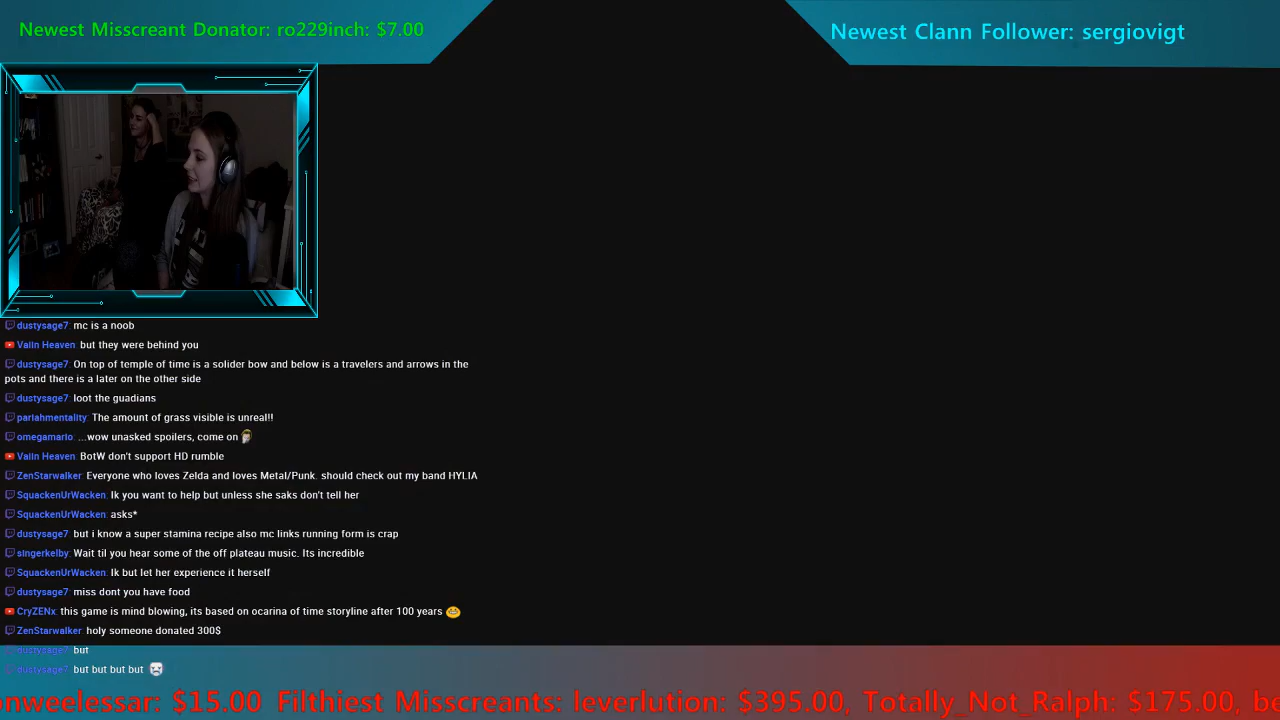 Newest Misscreant Donator: ro229inch: $7.00
Newest Clann Follower: sergiovigt
dustysage7: mc is a noob
Valin Heaven: but they were behind you
dustysage7: On top of temple of time is a solider bow and below is a travelers and arrows in the
pots and there is a later on the other side
dustysage7: loot the guadians
pariahmentality: The amount of grass visible is unreal!!
omegamario: ...wow unasked spoilers, come on
Valin Heaven: BotW don't support HD rumble
ZenStarwalker: Everyone who loves Zelda and loves Metal/Punk. should check out my band HYLIA
SquackenUrWacken: Ik you want to help but unless she saks don't tell her
SquackenUrWacken: asks*
dustysage7: but i know a super stamina recipe also mc links running form is crap
singerkelby: Wait til you hear some of the off plateau music. Its incredible
SquackenUrWacken: Ik but let her experience it herself
dustysage7: miss dont you have food
CryZENx: this game is mind blowing, its based on ocarina of time storyline after 100 years
ZenStarwalker: holy someone donated 300$
dustysage7: but
dustysage7: but but but but
onweelessar: $15.00 Filthiest Misscreants: leverlution: $395.00, Totally_Not_Ralph: $175.00, be